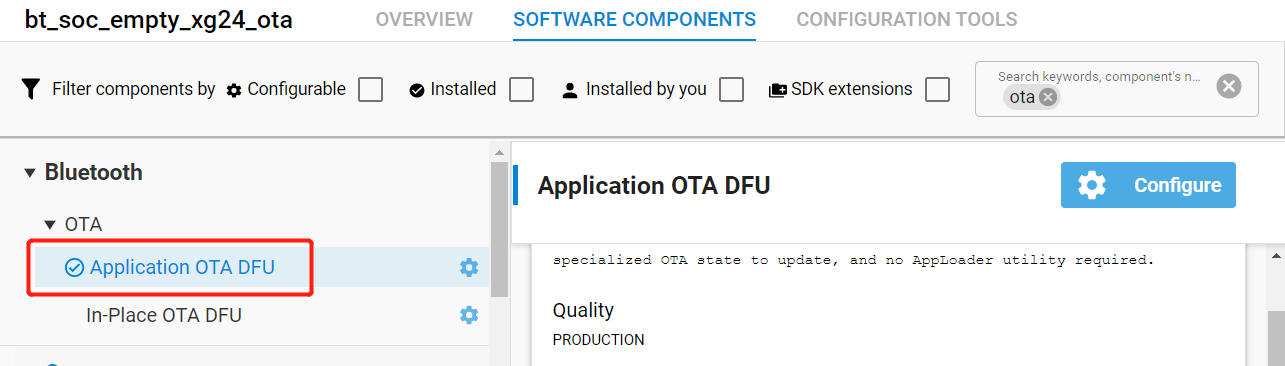 bt_soc_empty_xg24_ota
OVERVIEW
SOFTWARE COMPONENTS
CONFIGURATION TOOLS
Filter components by
Configurable
Installed
Installed by you
SDK extensions
Search keywords, component's n...
ota
Bluetooth
OTA
Application OTA DFU
In-Place OTA DFU
Application OTA DFU
Configure
specialized OTA state to update, and no AppLoader utility required.
Quality
PRODUCTION